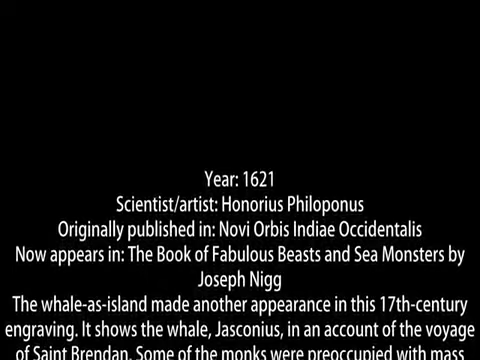 Year: 1621
Scientist/artist: Honorius Philoponus
Originally published in: Novi Orbis Indiae Occidentalis
Now appears in: The Book of Fabulous Beasts and Sea Monsters by
Joseph Nigg
The whale-as-island made another appearance in this 17th-century
engraving. It shows the whale, Jasconius, in an account of the voyage
of Saint Brendan. Some of the monks were preoccupied with mass